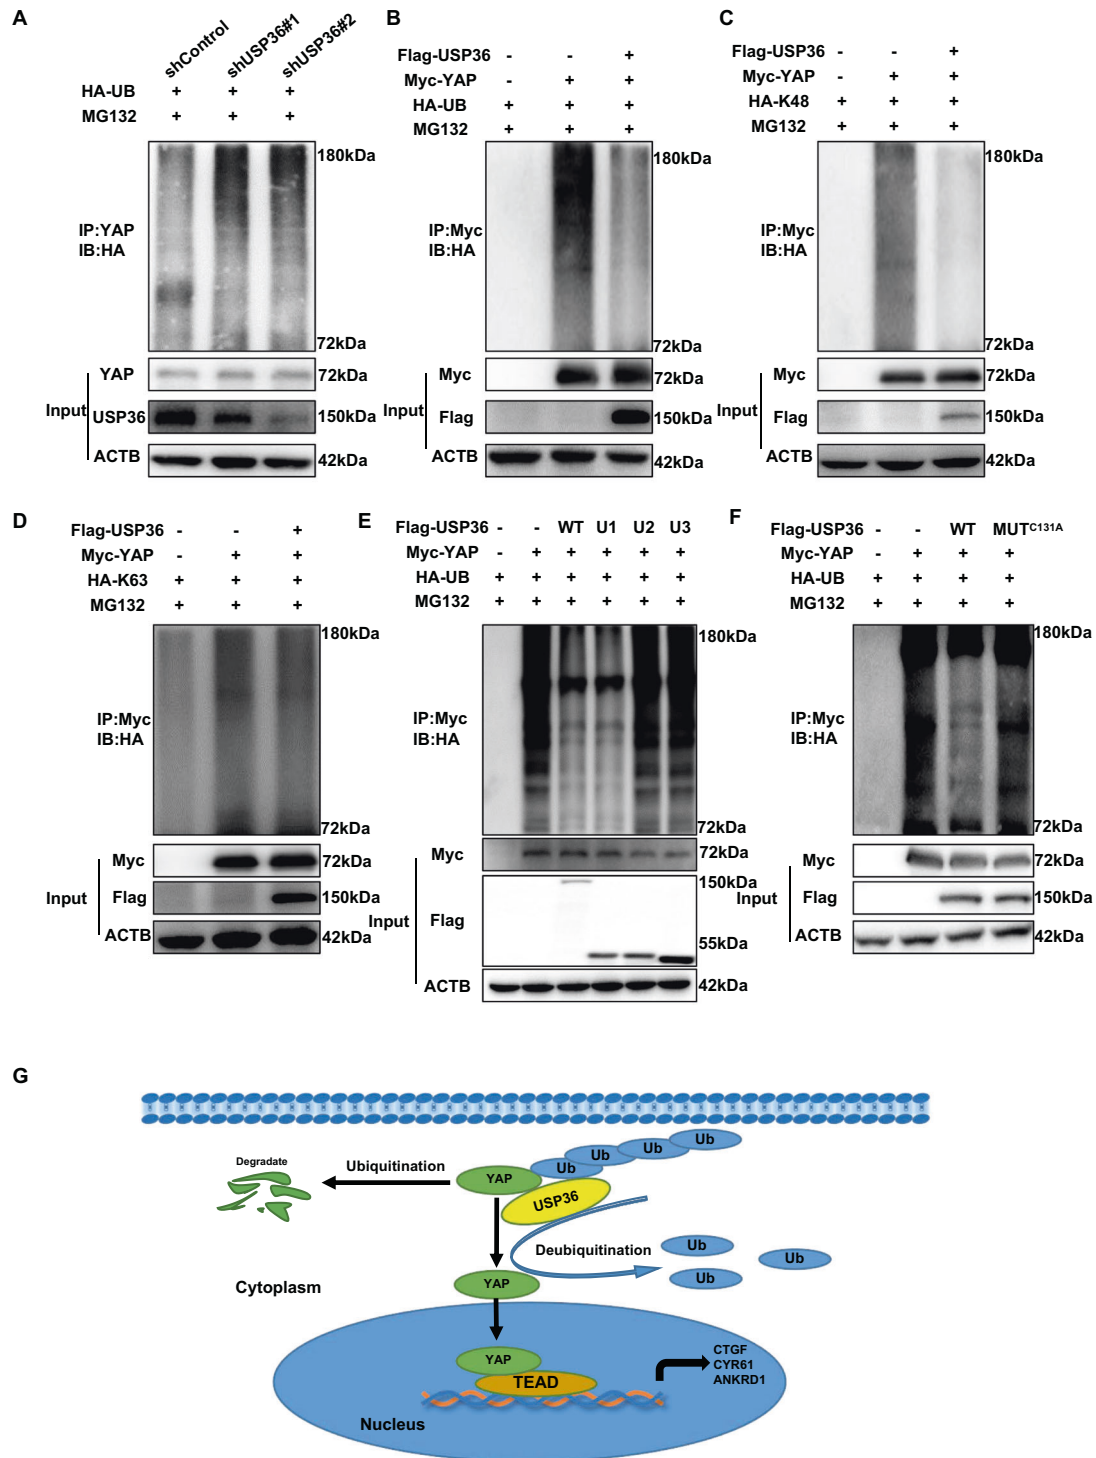 A
shControl shUSP36#1 shUSP36#2
HA-UB + + +
MG132 + + +
180kDa
IP:YAP
IB:HA
72kDa
YAP 72kDa
Input USP36 150kDa
ACTB 42kDa
B
Flag-USP36 - - +
Myc-YAP - + +
HA-UB + + +
MG132 + + +
180kDa
IP:Myc
IB:HA
72kDa
Myc 72kDa
Input Flag 150kDa
ACTB 42kDa
C
Flag-USP36 - - +
Myc-YAP - + +
HA-K48 + + +
MG132 + + +
180kDa
IP:Myc
IB:HA
72kDa
Myc 72kDa
Input Flag 150kDa
ACTB 42kDa
D
Flag-USP36 - - +
Myc-YAP - + +
HA-K63 + + +
MG132 + + +
180kDa
IP:Myc
IB:HA
72kDa
Myc 72kDa
Input Flag 150kDa
ACTB 42kDa
E
Flag-USP36 - - WT U1 U2 U3
Myc-YAP - + + + + +
HA-UB + + + + + +
MG132 + + + + + +
180kDa
IP:Myc
IB:HA
72kDa
Myc 72kDa
150kDa
Input Flag
55kDa
ACTB 42kDa
F
Flag-USP36 - - WT MUTC131A
Myc-YAP - + + +
HA-UB + + + +
MG132 + + + +
180kDa
IP:Myc
IB:HA
72kDa
Myc 72kDa
Input Flag 150kDa
ACTB 42kDa
G
Degradate
Ubiquitination
YAP
Ub Ub Ub Ub
USP36
Deubiquitination
Ub
Ub
Ub
Cytoplasm
YAP
YAP
TEAD
CTGF
CYR61
ANKRD1
Nucleus